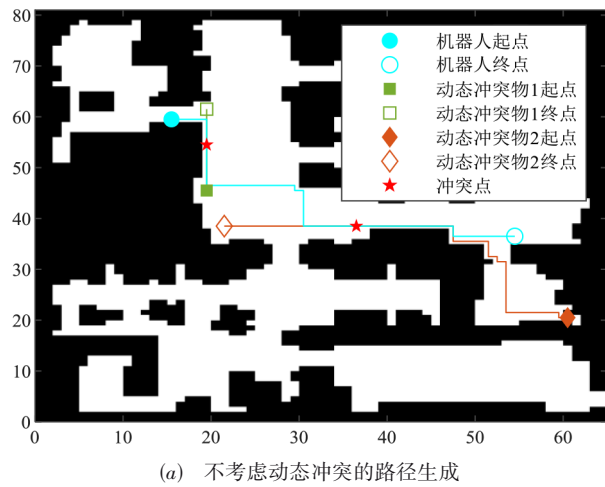 80
70
60
50
40
30
20
10
0
0 10 20 30 40 50 60
机器人起点
机器人终点
动态冲突物1起点
动态冲突物1终点
动态冲突物2起点
动态冲突物2终点
冲突点
(a) 不考虑动态冲突的路径生成